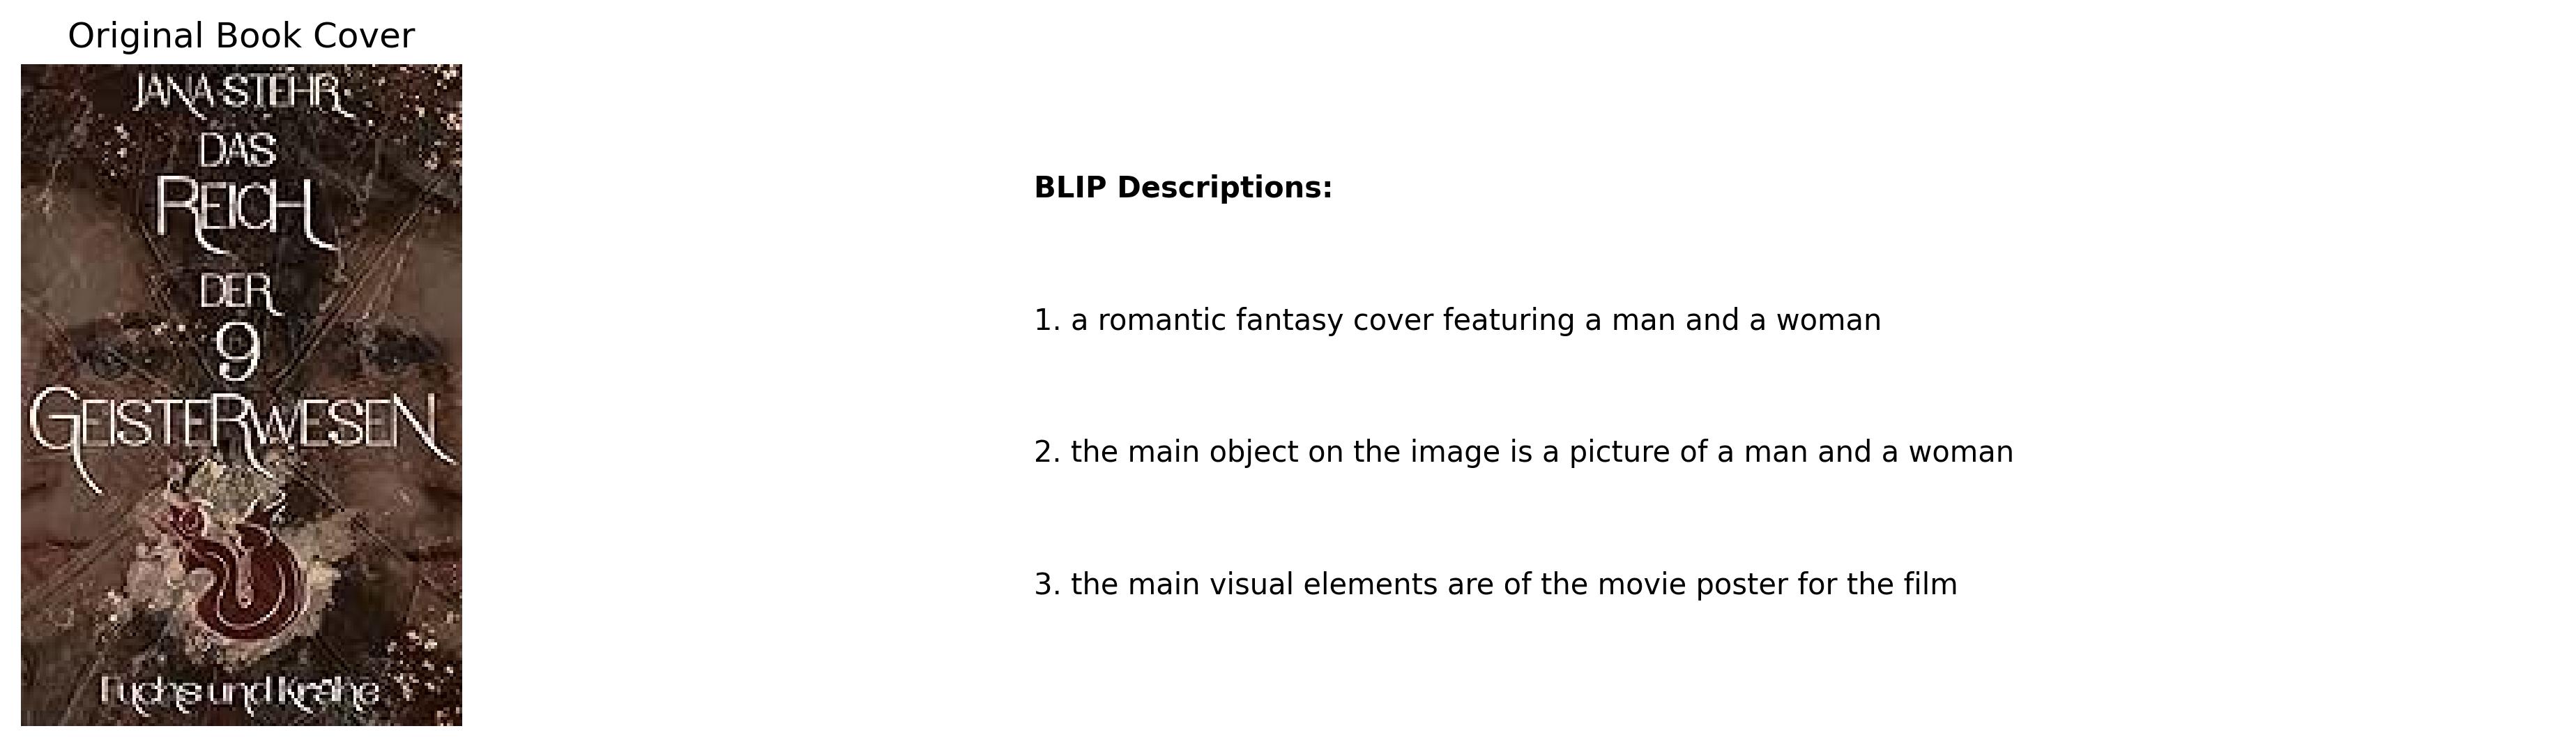 Original Book Cover
JANA STEHR
DAS
REICH
DER
9
GEISTERWESEN
Fuchs und Krähe
BLIP Descriptions:
1. a romantic fantasy cover featuring a man and a woman
2. the main object on the image is a picture of a man and a woman
3. the main visual elements are of the movie poster for the film